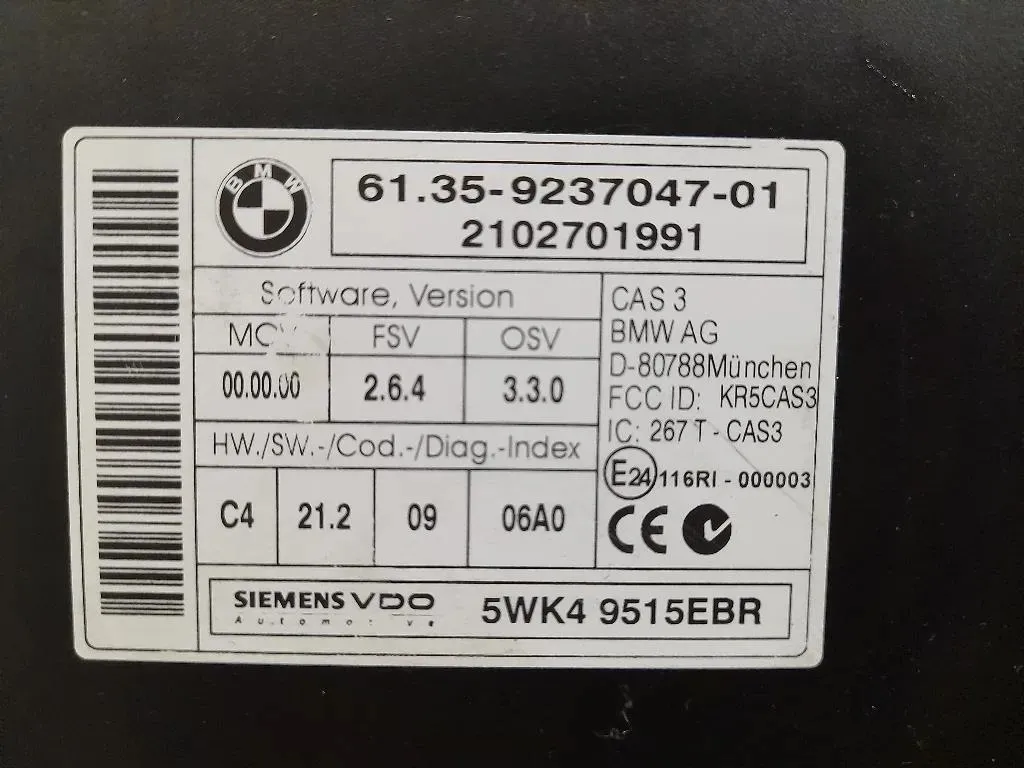 BMW
61.35-9237047-01
2102701991
Software, Version
FSV
OSV
00.00.00
2.6.4
3.3.0
HW./SW.-/Cod.-/Diag.-Index
C4
21.2
09
06A0
CAS 3
BMW AG
D-80788München
FCC ID: KR5CAS3
IC: 267 T - CAS3
E24 116RI - 000003
CE
SIEMENS VDO
Automotive
5WK4 9515EBR